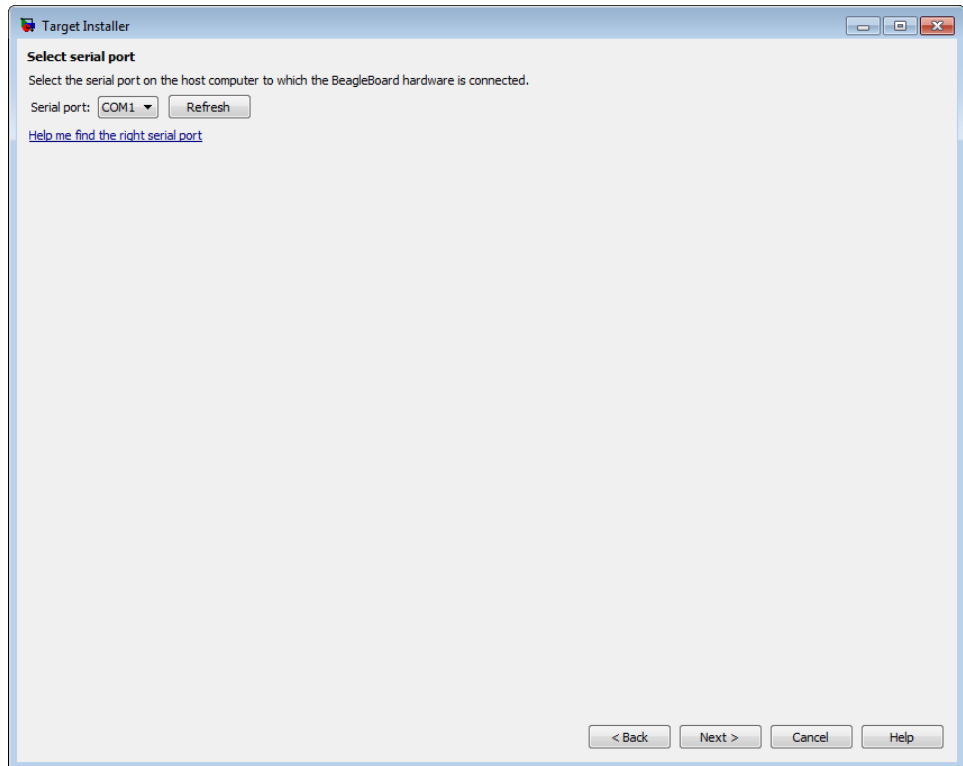 Target Installer
Select serial port
Select the serial port on the host computer to which the BeagleBoard hardware is connected.
Serial port: COM1 Refresh
Help me find the right serial port
< Back Next > Cancel Help